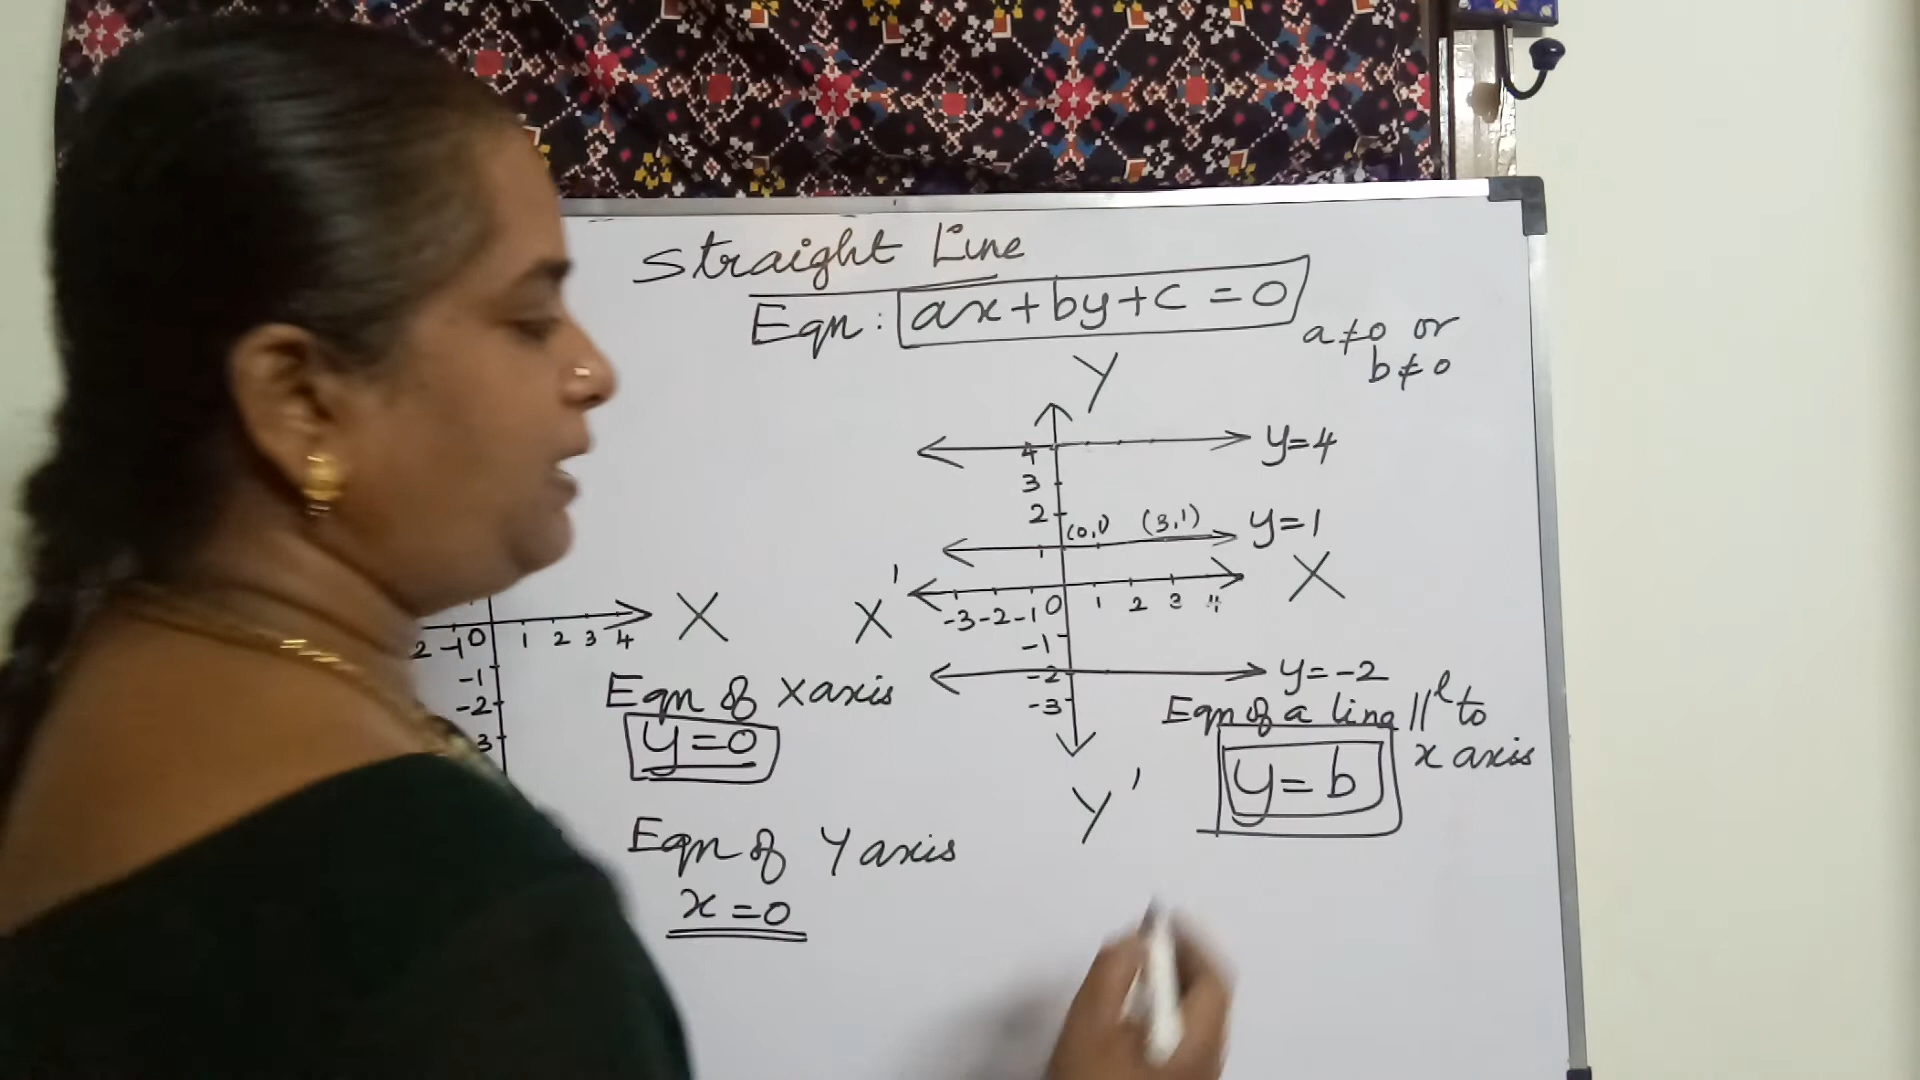 Straight Line
Eqn: ax+by+c=0
a≠0 or
b≠0
Y
4
y=4
3
2
(0,1) (3,1)
y=1
1
X' -3 -2 -1 0 1 2 3 4 X
-1
-2
y=-2
-3
Y'
Eqn of a line ||l to
x axis
y=b
2 -1 0 1 2 3 4 X
-1
-2
3
Eqn of X axis
y=0
Eqn of Y axis
x=0